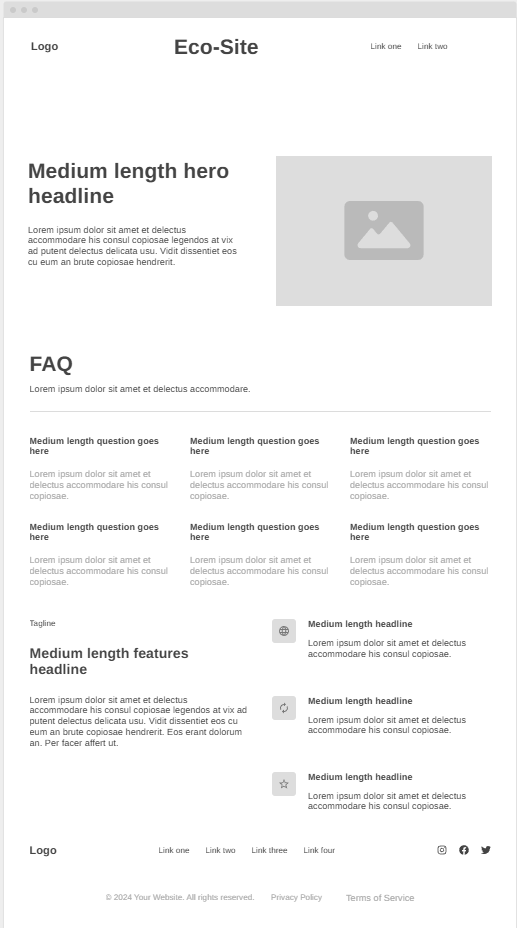 Logo
Eco-Site
Link one
Link two
Medium length hero
headline
Lorem ipsum dolor sit amet et delectus
accommodare his consul copiosae legendos at vix
ad putent delectus delicata usu. Vidit dissentiet eos
cu eum an brute copiosae hendrerit.
FAQ
Lorem ipsum dolor sit amet et delectus accommodare.
Medium length question goes
here
Lorem ipsum dolor sit amet et
delectus accommodare his consul
copiosae.
Medium length question goes
here
Lorem ipsum dolor sit amet et
delectus accommodare his consul
copiosae.
Medium length question goes
here
Lorem ipsum dolor sit amet et
delectus accommodare his consul
copiosae.
Medium length question goes
here
Lorem ipsum dolor sit amet et
delectus accommodare his consul
copiosae.
Medium length question goes
here
Lorem ipsum dolor sit amet et
delectus accommodare his consul
copiosae.
Medium length question goes
here
Lorem ipsum dolor sit amet et
delectus accommodare his consul
copiosae.
Tagline
Medium length features
headline
Lorem ipsum dolor sit amet et delectus
accommodare his consul copiosae legendos at vix ad
putent delectus delicata usu. Vidit dissentiet eos cu
eum an brute copiosae hendrerit. Eos erant dolorum
an. Per facer affert ut.
Medium length headline
Lorem ipsum dolor sit amet et delectus
accommodare his consul copiosae.
Medium length headline
Lorem ipsum dolor sit amet et delectus
accommodare his consul copiosae.
Medium length headline
Lorem ipsum dolor sit amet et delectus
accommodare his consul copiosae.
Logo
Link one
Link two
Link three
Link four
© 2024 Your Website. All rights reserved.
Privacy Policy
Terms of Service